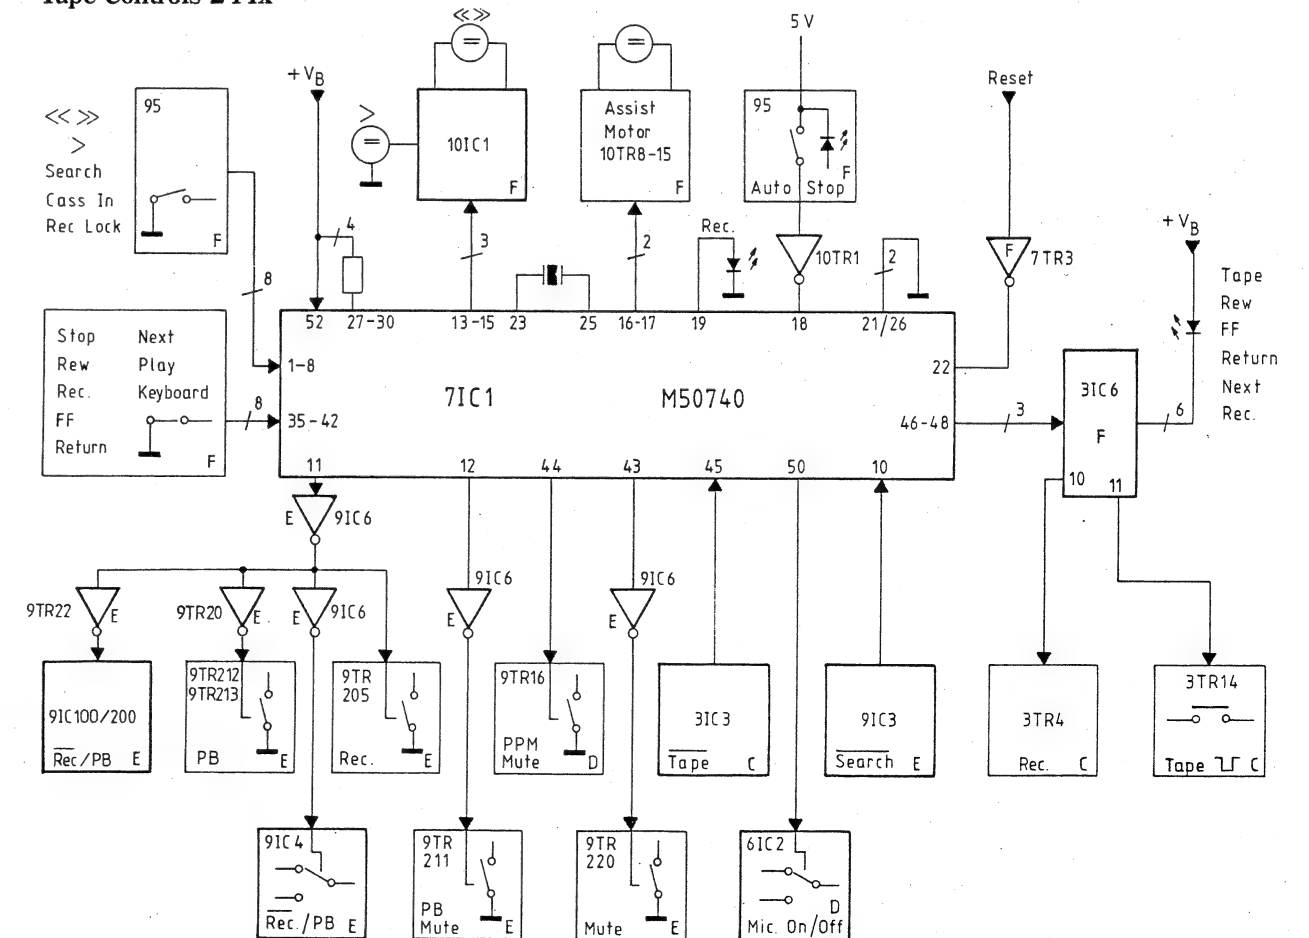 Tape Controls 2 Fix
<< >>
5 V
+VB
Reset
95
<< >>
>
Search
Cass In
Rec Lock
F
>
10IC1
F
Assist
Motor
10TR8-15
F
95
F
Auto Stop
4
3
2
Rec.
10TR1
2
F
7TR3
+VB
Tape
Rew
FF
Return
Next
Rec.
8
52
27-30
13-15
23
25
16-17
19
18
21/26
Stop
Next
Rew
Play
Rec.
Keyboard
FF
Return
F
8
1-8
35-42
7IC1
M50740
22
46-48
3
3IC6
F
6
10
11
11
12
44
43
45
50
10
E
9IC6
9TR22
E
9TR20
E
9IC6
E
9IC6
E
9IC6
E
9IC100/200
Rec/PB E
9TR212
9TR213
PB E
9TR
205
Rec. E
9TR16
PPM
Mute D
3IC3
Tape C
9IC3
Search E
3TR4
Rec. C
3TR14
Tape C
9IC4
Rec./PB E
9TR
211
PB
Mute E
9TR
220
Mute E
6IC2
D
Mic. On/Off